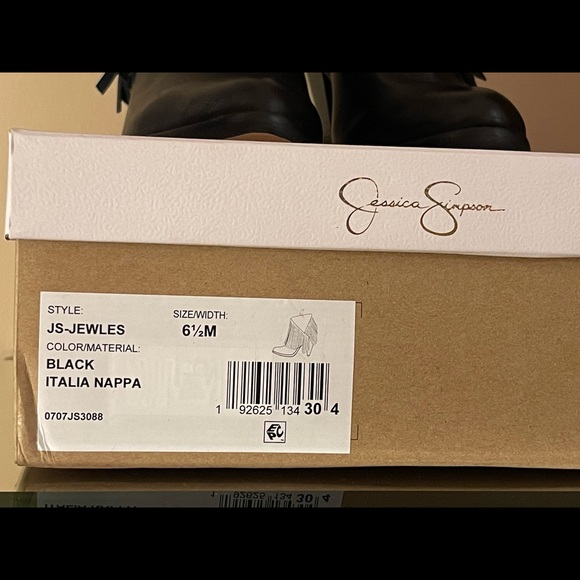 Jessica Simpson
STYLE:
JS-JEWLES
SIZE/WIDTH:
6½M
COLOR/MATERIAL:
BLACK
ITALIA NAPPA
0707JS3088
1 92625 134 30 4
EPC